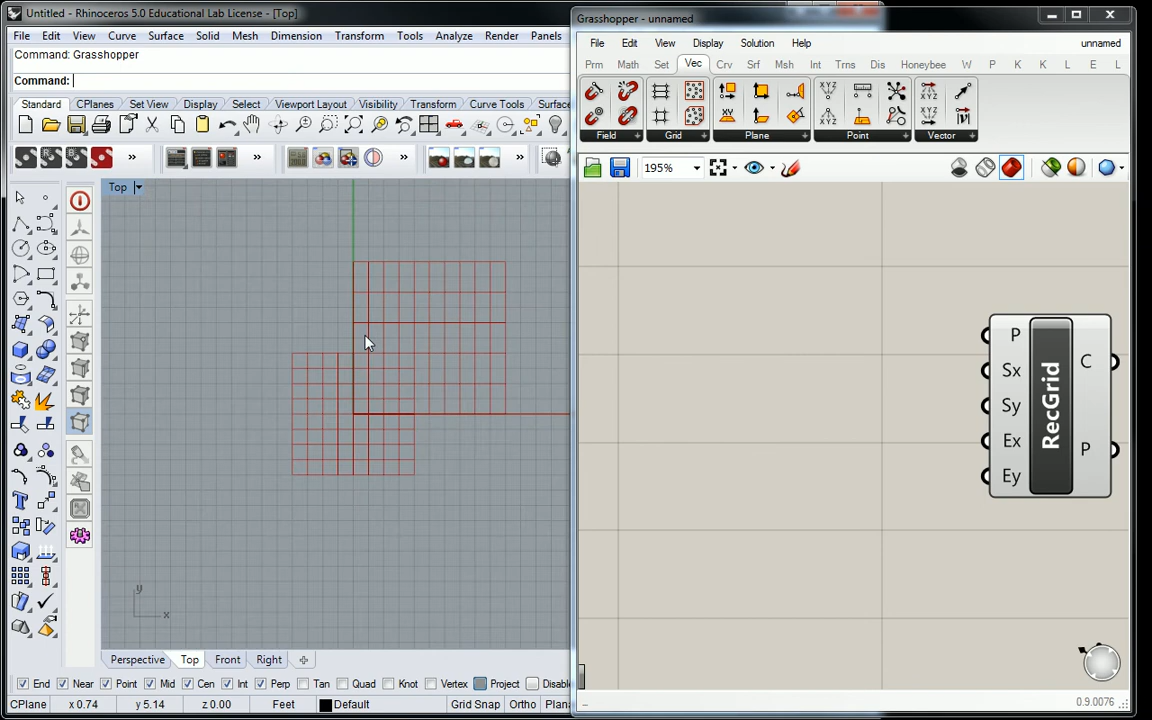 Untitled - Rhinoceros 5.0 Educational Lab License - [Top]
File Edit View Curve Surface Solid Mesh Dimension Transform Tools Analyze Render Panels
Command: Grasshopper
Command:
Standard CPlanes Set View Display Select Viewport Layout Visibility Transform Curve Tools Surface
Top
y
x
Perspective Top Front Right
End Near Point Mid Cen Int Perp Tan Quad Knot Vertex Project Disable
CPlane x 0.74 y 5.14 z 0.00 Feet Default Grid Snap Ortho Plana
Grasshopper - unnamed
File Edit View Display Solution Help unnamed
Prm Math Set Vec Crv Srf Msh Int Trns Dis Honeybee W P K K L E L
Field Grid Plane Point Vector
195%
P
Sx
Sy
Ex
Ey
RecGrid
C
P
0.9.0076